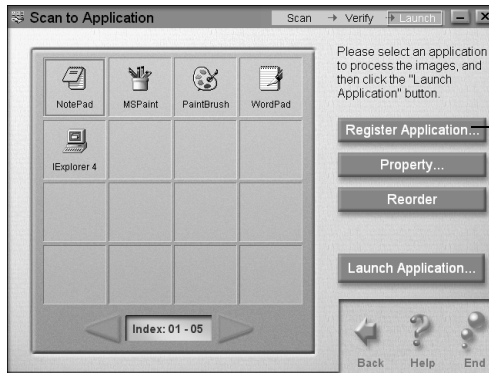 Scan to Application
Scan → Verify → Launch
Please select an application
to process the images, and
then click the "Launch
Application" button.
NotePad MSPaint PaintBrush WordPad
IExplorer 4
Register Application...
Property...
Reorder
Launch Application...
Index: 01 - 05
Back Help End